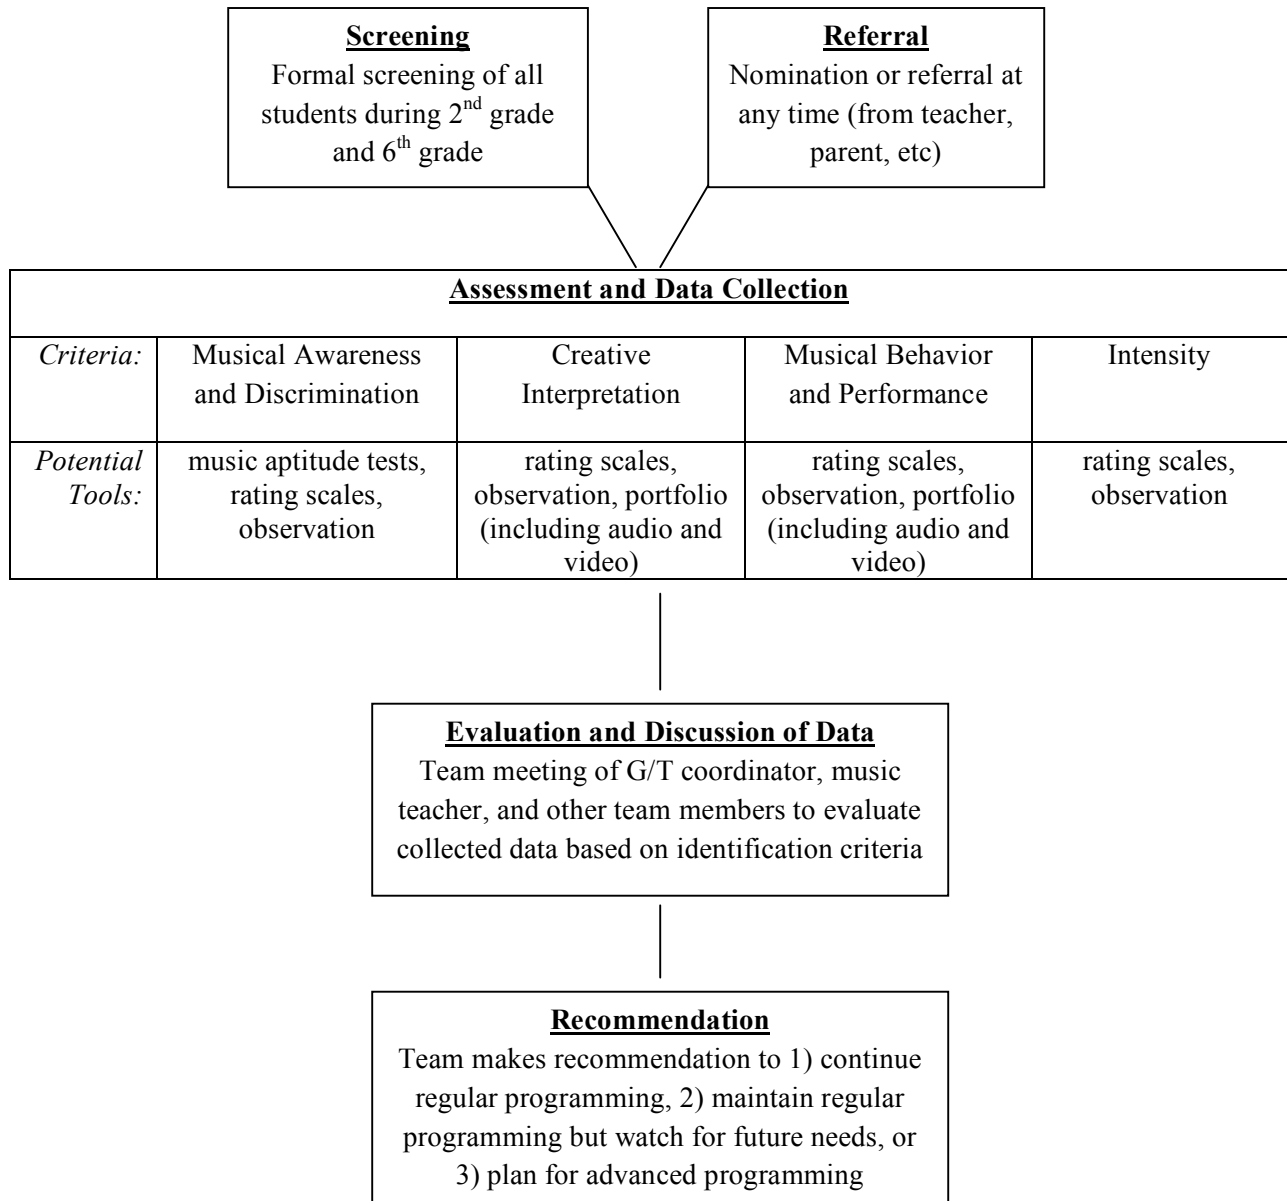 Screening
Formal screening of all
students during 2nd grade
and 6th grade
Referral
Nomination or referral at
any time (from teacher,
parent, etc)
Assessment and Data Collection
Criteria:
Musical Awareness
and Discrimination
Creative
Interpretation
Musical Behavior
and Performance
Intensity
Potential
Tools:
music aptitude tests,
rating scales,
observation
rating scales,
observation, portfolio
(including audio and
video)
rating scales,
observation, portfolio
(including audio and
video)
rating scales,
observation
Evaluation and Discussion of Data
Team meeting of G/T coordinator, music
teacher, and other team members to evaluate
collected data based on identification criteria
Recommendation
Team makes recommendation to 1) continue
regular programming, 2) maintain regular
programming but watch for future needs, or
3) plan for advanced programming